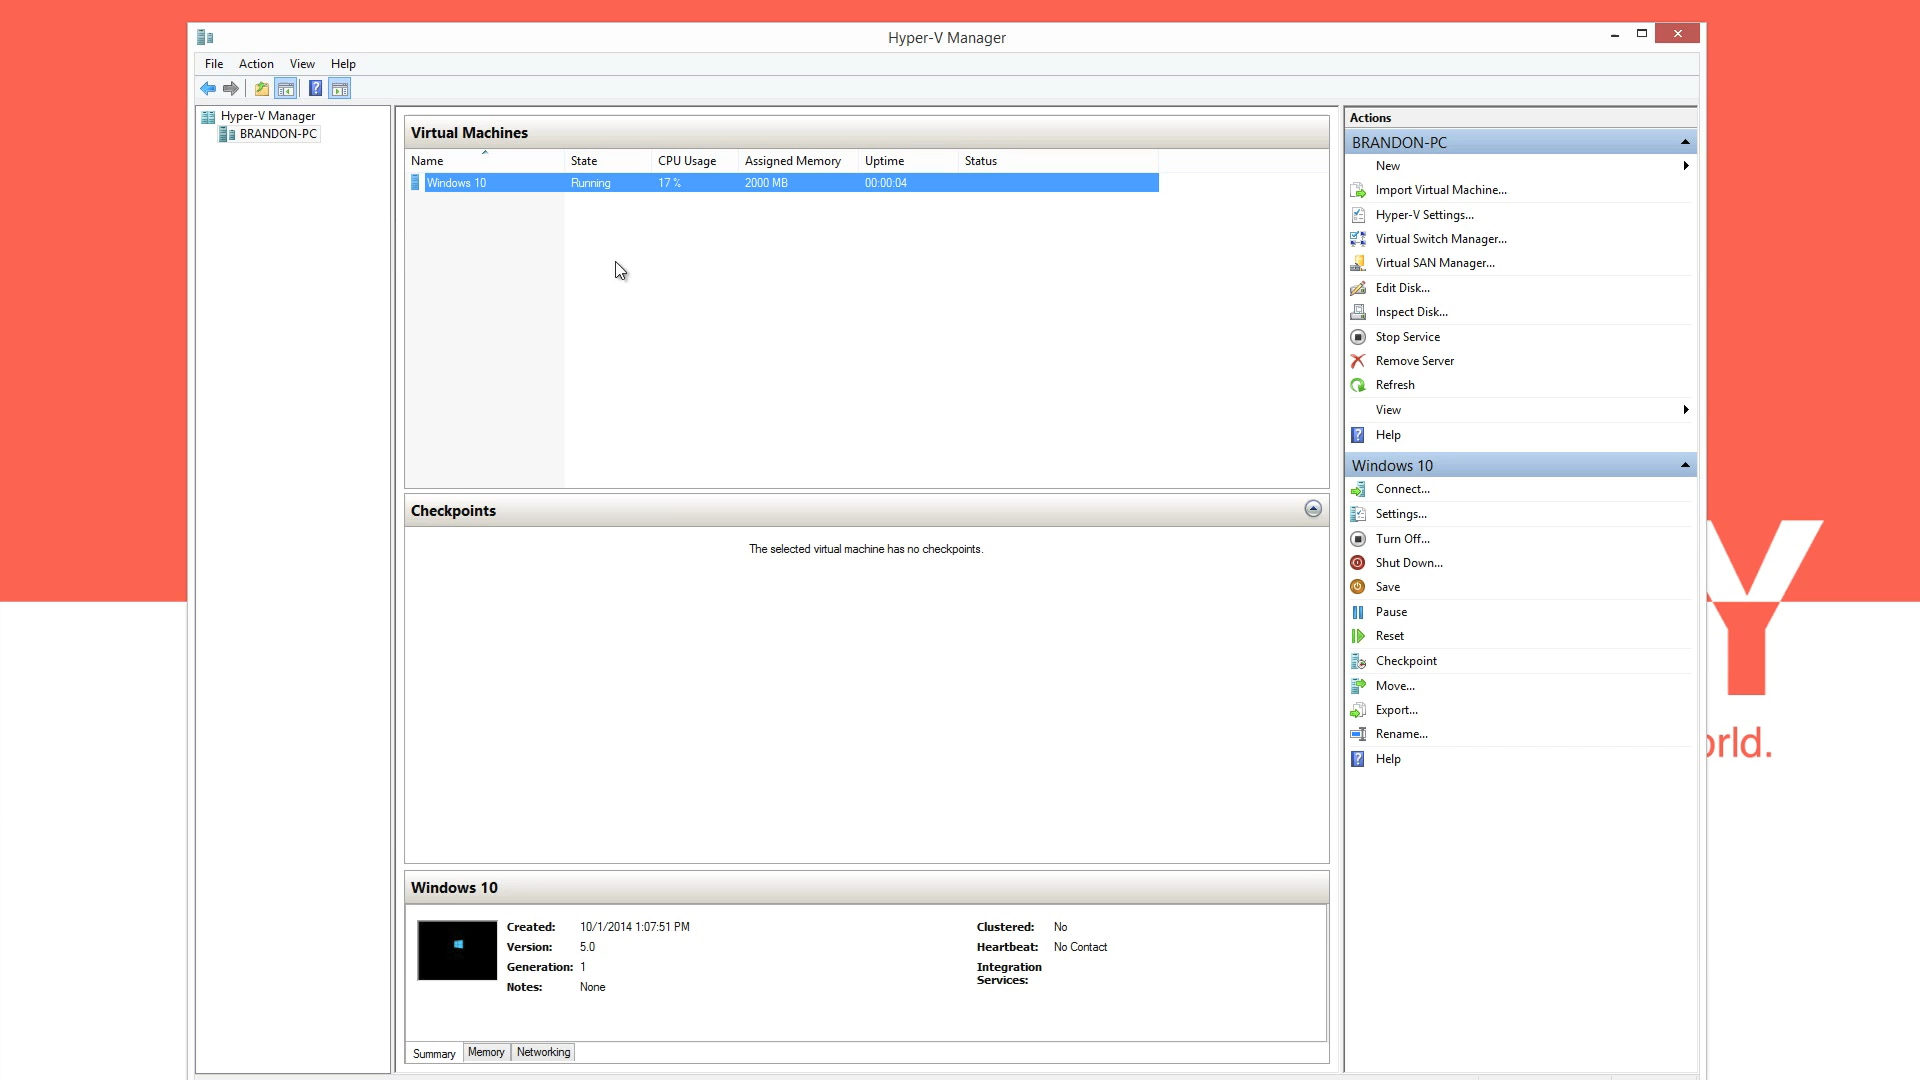 Hyper-V Manager
File Action View Help
Hyper-V Manager
BRANDON-PC
Virtual Machines
Name State CPU Usage Assigned Memory Uptime Status
Windows 10 Running 17 % 2000 MB 00:00:04
Checkpoints
The selected virtual machine has no checkpoints.
Windows 10
Created: 10/1/2014 1:07:51 PM
Version: 5.0
Generation: 1
Notes: None
Clustered: No
Heartbeat: No Contact
Integration
Services:
Summary Memory Networking
Actions
BRANDON-PC
New
Import Virtual Machine...
Hyper-V Settings...
Virtual Switch Manager...
Virtual SAN Manager...
Edit Disk...
Inspect Disk...
Stop Service
Remove Server
Refresh
View
Help
Windows 10
Connect...
Settings...
Turn Off...
Shut Down...
Save
Pause
Reset
Checkpoint
Move...
Export...
Rename...
Help
Y
orld.